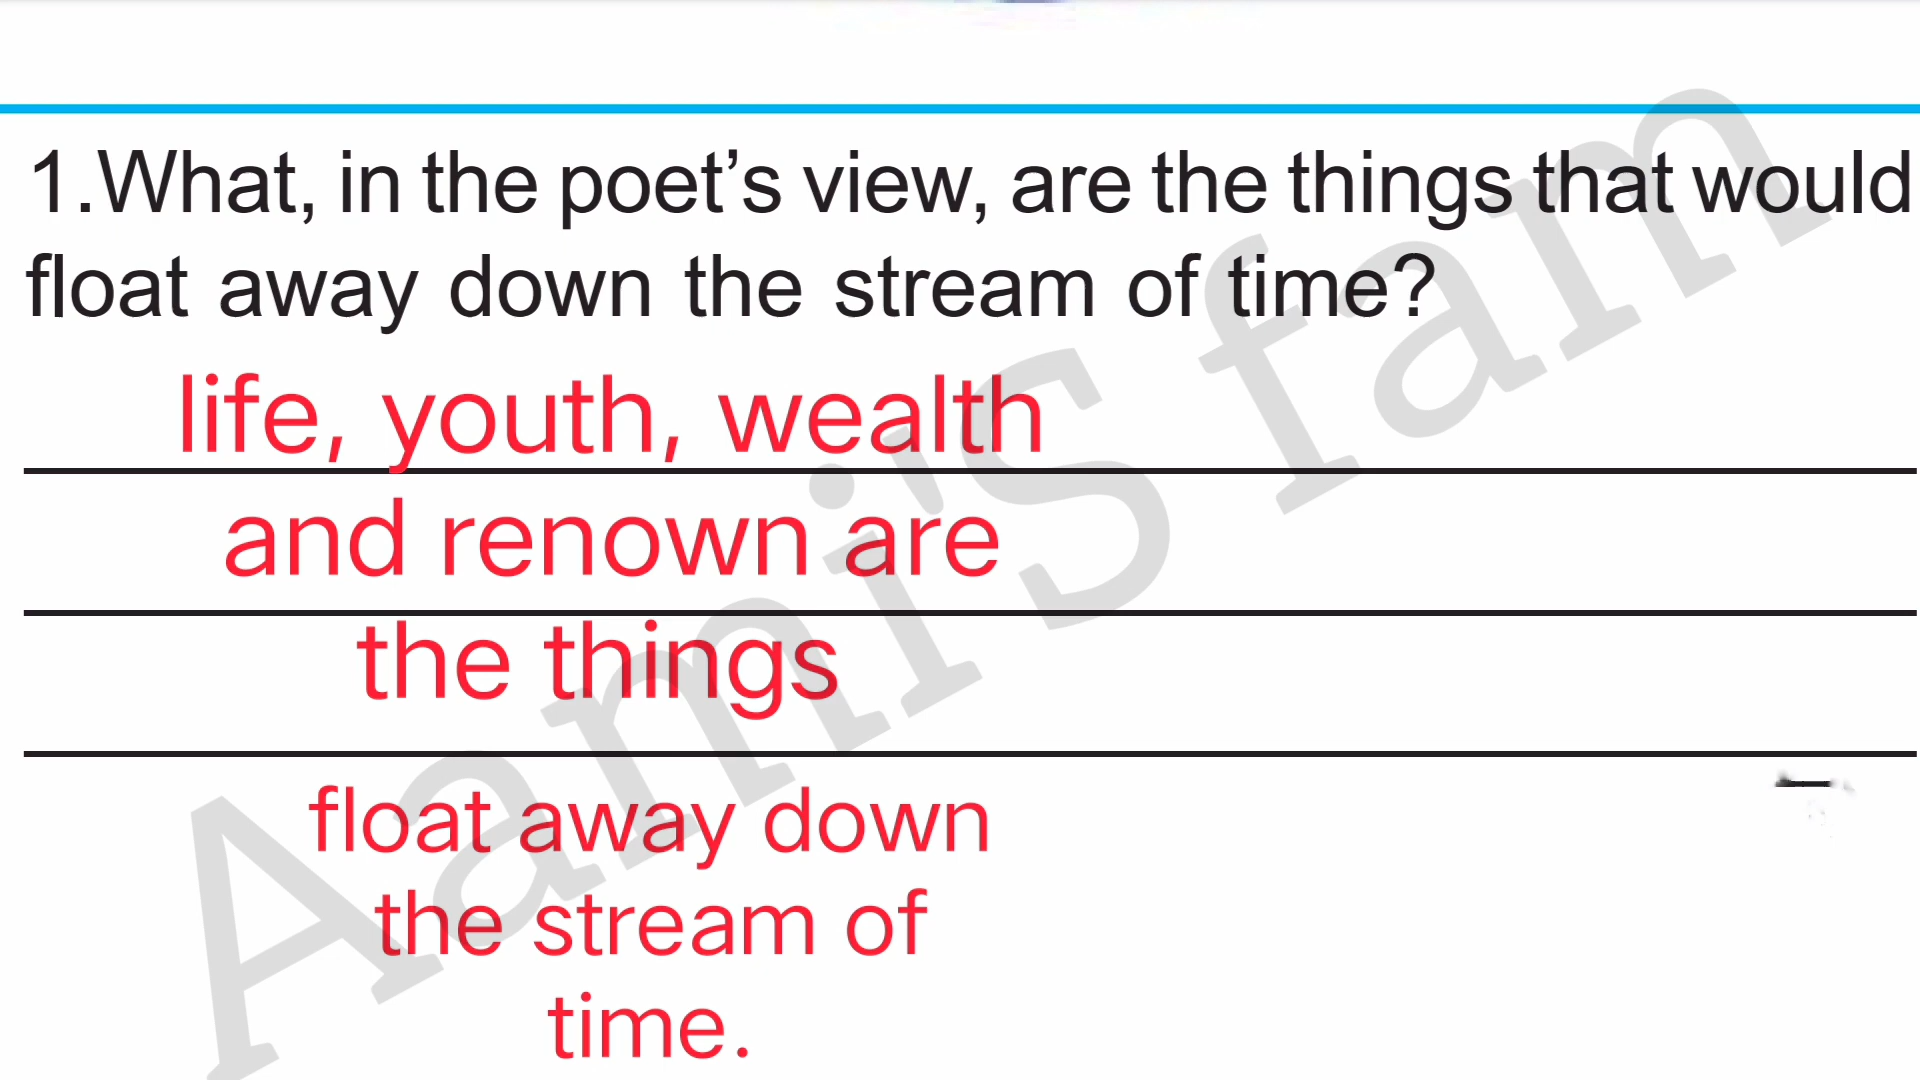 1.What, in the poet’s view, are the things that would
float away down the stream of time?
life, youth, wealth
and renown are
the things
float away down
the stream of
time.
Aami'S fam